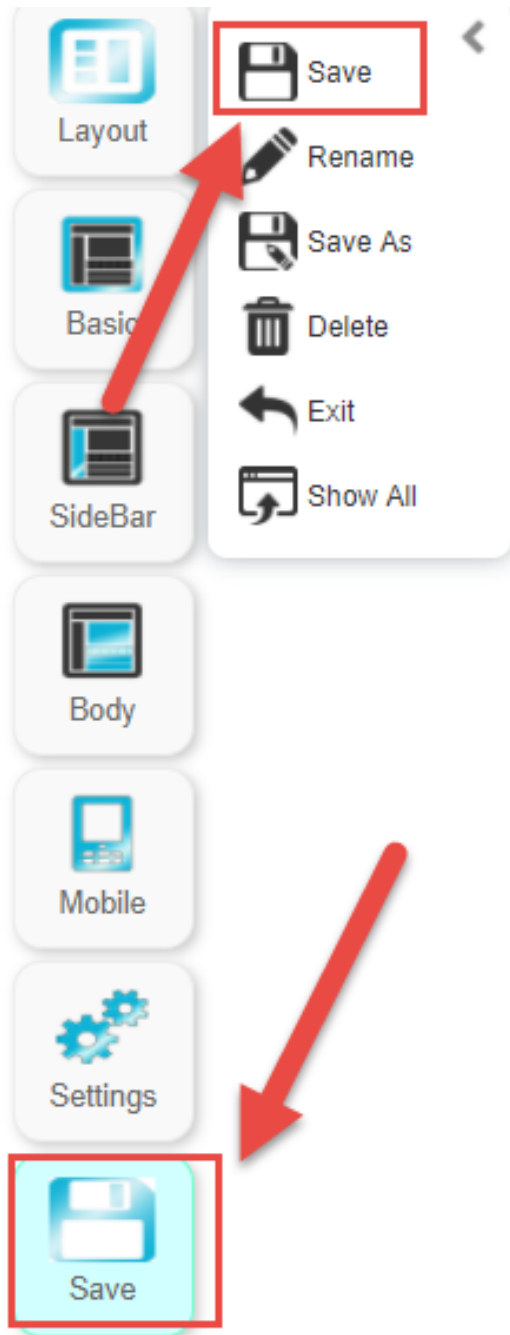 Layout
Basic
SideBar
Body
Mobile
Settings
Save
Save
Rename
Save As
Delete
Exit
Show All